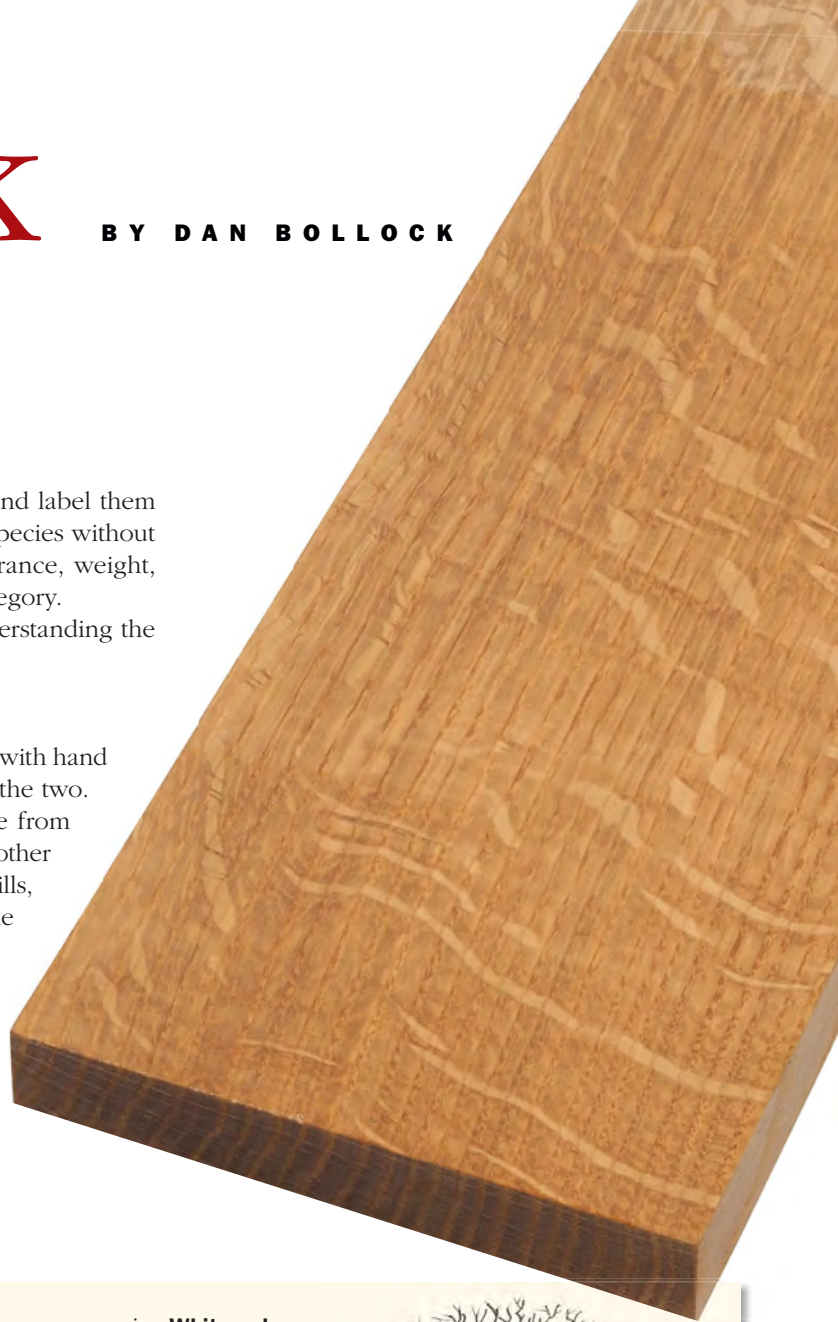 K
BY DAN BOLLOCK
nd label them
pecies without
rance, weight,
egory.
erstanding the
with hand
the two.
e from
other
ills,
e
White oak